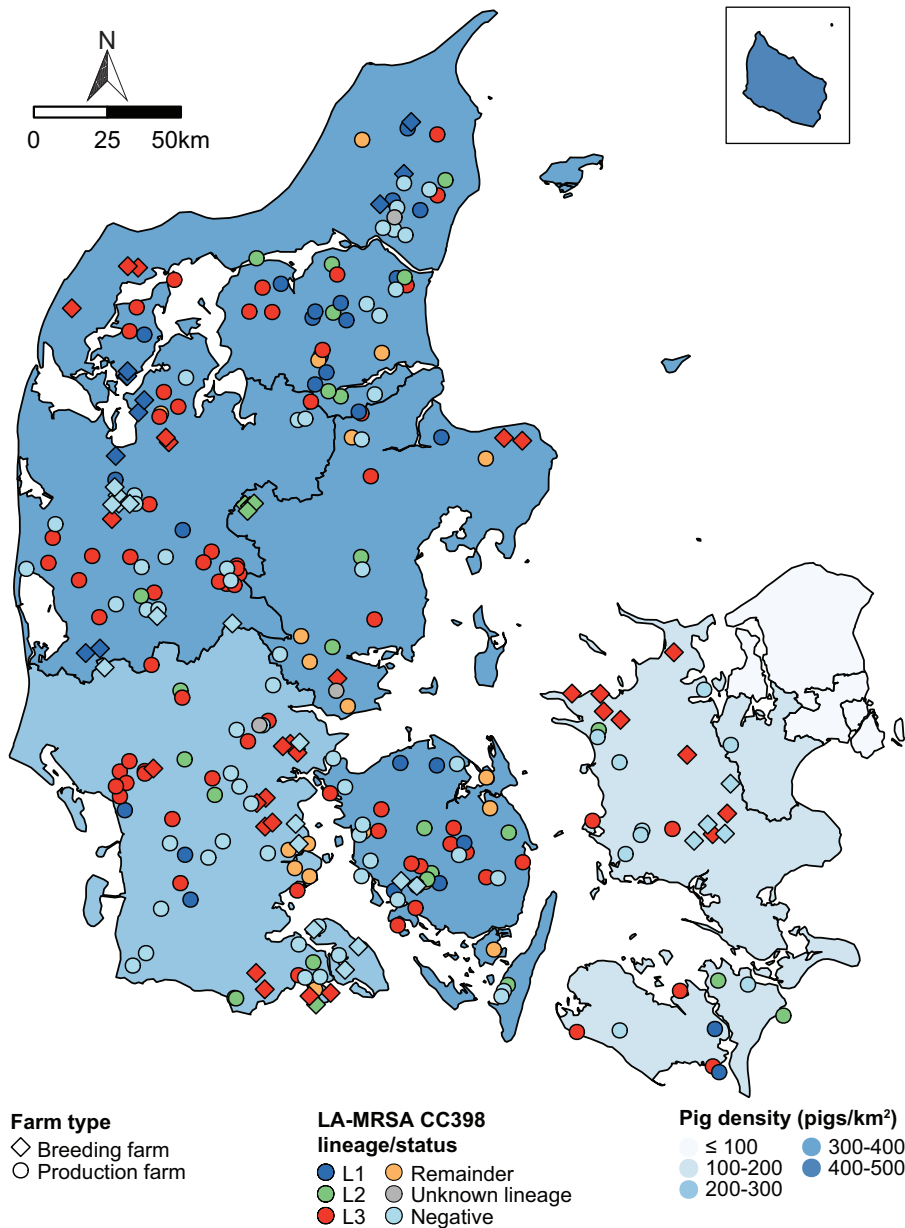 N
0 25 50km
Farm type
Breeding farm
Production farm
LA-MRSA CC398
lineage/status
L1 Remainder
L2 Unknown lineage
L3 Negative
Pig density (pigs/km²)
≤ 100 300-400
100-200 400-500
200-300